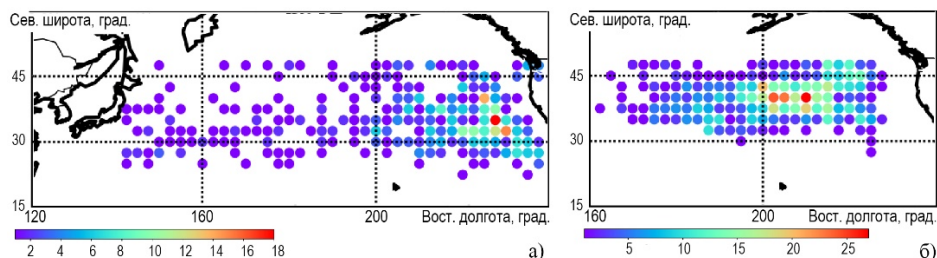 Сев. широта, град.
45
30
15
120
160
200
Вост. долгота, град.
2 4 6 8 10 12 14 16 18
а)
Сев. широта, град.
45
30
15
160
200
Вост. долгота, град.
5 10 15 20 25
б)